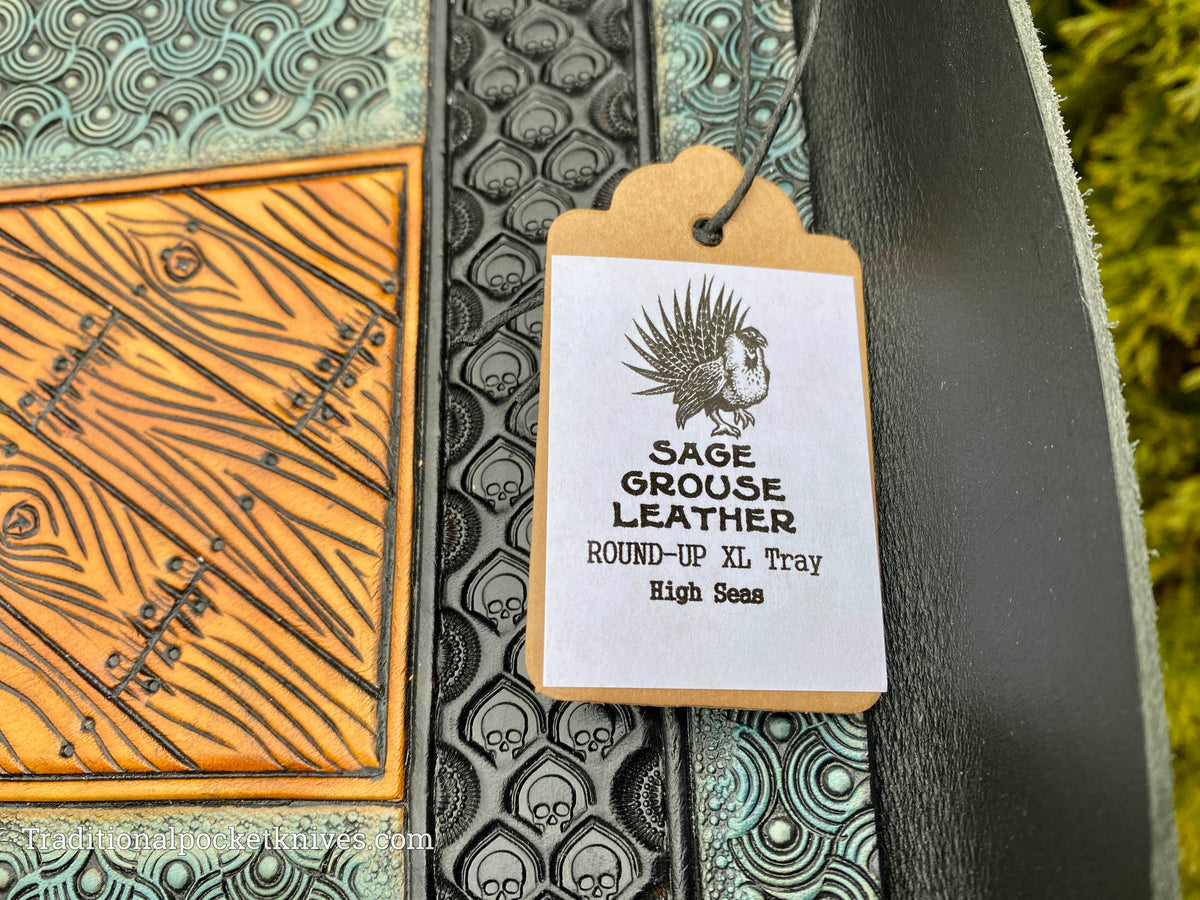 SAGE
GROUSE
LEATHER
ROUND-UP XL Tray
High Seas
Traditionalpocketknives.com